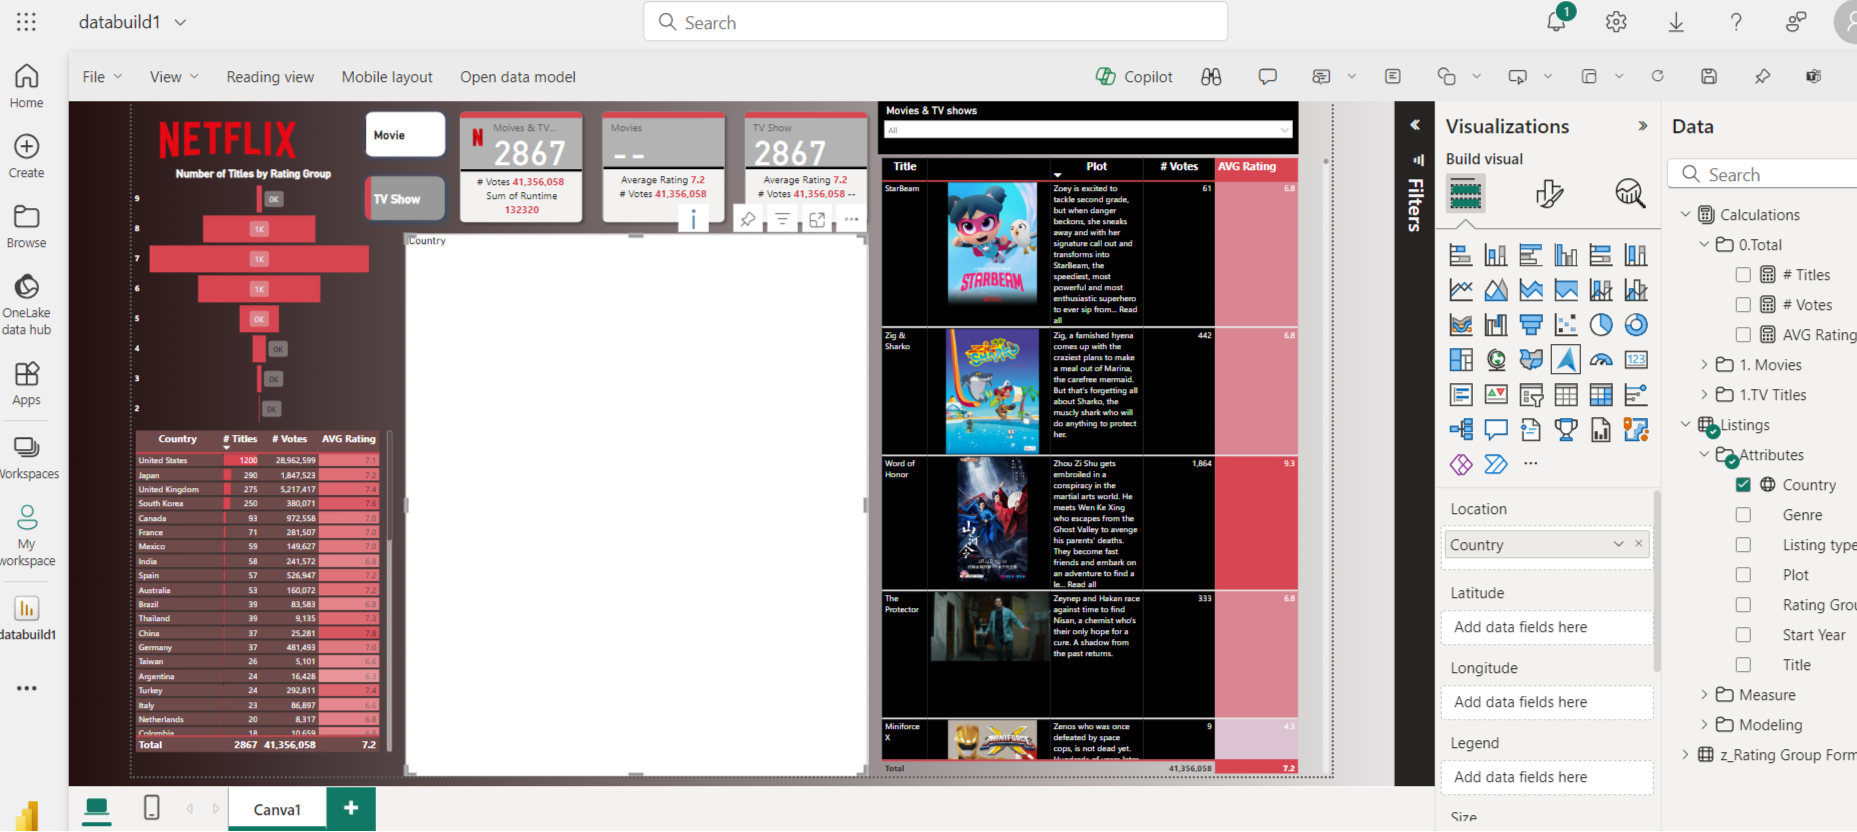 databuild1
Search
1
File
View
Reading view
Mobile layout
Open data model
Copilot
Home
Create
Browse
OneLake
data hub
Apps
Workspaces
My
workspace
databuild1
NETFLIX
Number of Titles by Rating Group
9 0K
8 1K
7 1K
6 1K
5 0K
4 0K
3 0K
2 0K
Movie
TV Show
N Moives & TV...
2867
# Votes 41,356,058
Sum of Runtime
132320
Movies
--
Average Rating 7.2
# Votes 41,356,058
TV Show
2867
Average Rating 7.2
# Votes 41,356,058 --
Country
Country # Titles # Votes AVG Rating
United States 1200 28,962,599 7.1
Japan 290 1,847,523 7.2
United Kingdom 275 5,217,417 7.4
South Korea 250 380,071 7.6
Canada 93 972,558 7.0
France 71 281,507 7.0
Mexico 59 149,627 7.0
India 58 241,572 6.8
Spain 57 526,947 7.2
Australia 53 160,072 7.2
Brazil 39 83,583 6.8
Thailand 39 9,135 7.3
China 37 25,281 7.8
Germany 37 481,493 7.0
Taiwan 26 5,101 6.6
Argentina 24 16,428 6.3
Turkey 24 292,811 7.4
Italy 23 86,897 6.6
Netherlands 20 8,317 6.8
Colombia 18 10,659
Total 2867 41,356,058 7.2
Movies & TV shows
All
Title Plot # Votes AVG Rating
StarBeam
STARBEAM
Zoey is excited to
tackle second grade,
but when danger
beckons, she sneaks
away and with her
signature call out and
transforms into
StarBeam, the
speediest, most
powerful and most
enthusiastic superhero
to ever sip from... Read
all
61 6.8
Zig &
Sharko
Zig, a famished hyena
comes up with the
craziest plans to make
a meal out of Marina,
the carefree mermaid.
But that's forgetting all
about Sharko, the
muscly shark who will
do anything to protect
her.
442 6.8
Word of
Honor
山河令
Zhou Zi Shu gets
embroiled in a
conspiracy in the
martial arts world. He
meets Wen Ke Xing
who escapes from the
Ghost Valley to avenge
his parents' deaths.
They become fast
friends and embark on
an adventure to find a
le... Read all
1,864 9.3
The
Protector
Zeynep and Hakan race
against time to find
Nisan, a chemist who's
their only hope for a
cure. A shadow from
the past returns.
333 6.8
Miniforce
X
Zenos who was once
defeated by space
cops, is not dead yet.
9 4.3
Total 41,356,058 7.2
Filters
Visualizations
Build visual
123
Location
Country
Latitude
Add data fields here
Longitude
Add data fields here
Legend
Add data fields here
Size
Data
Search
Calculations
0.Total
# Titles
# Votes
AVG Rating
1. Movies
1.TV Titles
Listings
Attributes
Country
Genre
Listing type
Plot
Rating Grou
Start Year
Title
Measure
Modeling
z_Rating Group Form
Canva1
+